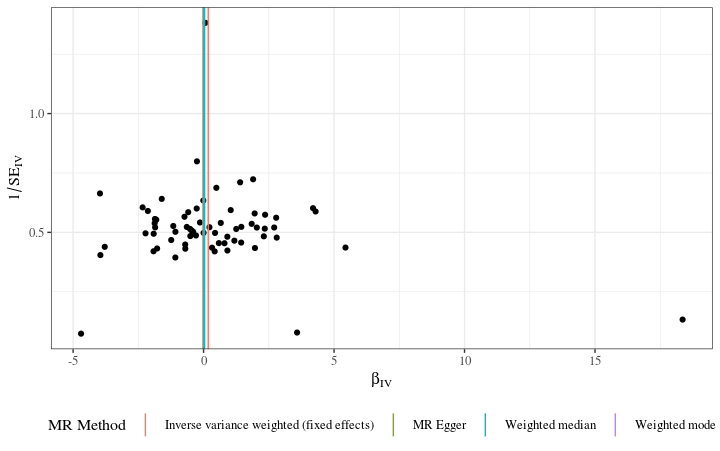 1/SE_IV
1.0
0.5
-5 0 5 10 15
β_IV
MR Method Inverse variance weighted (fixed effects) MR Egger Weighted median Weighted mode